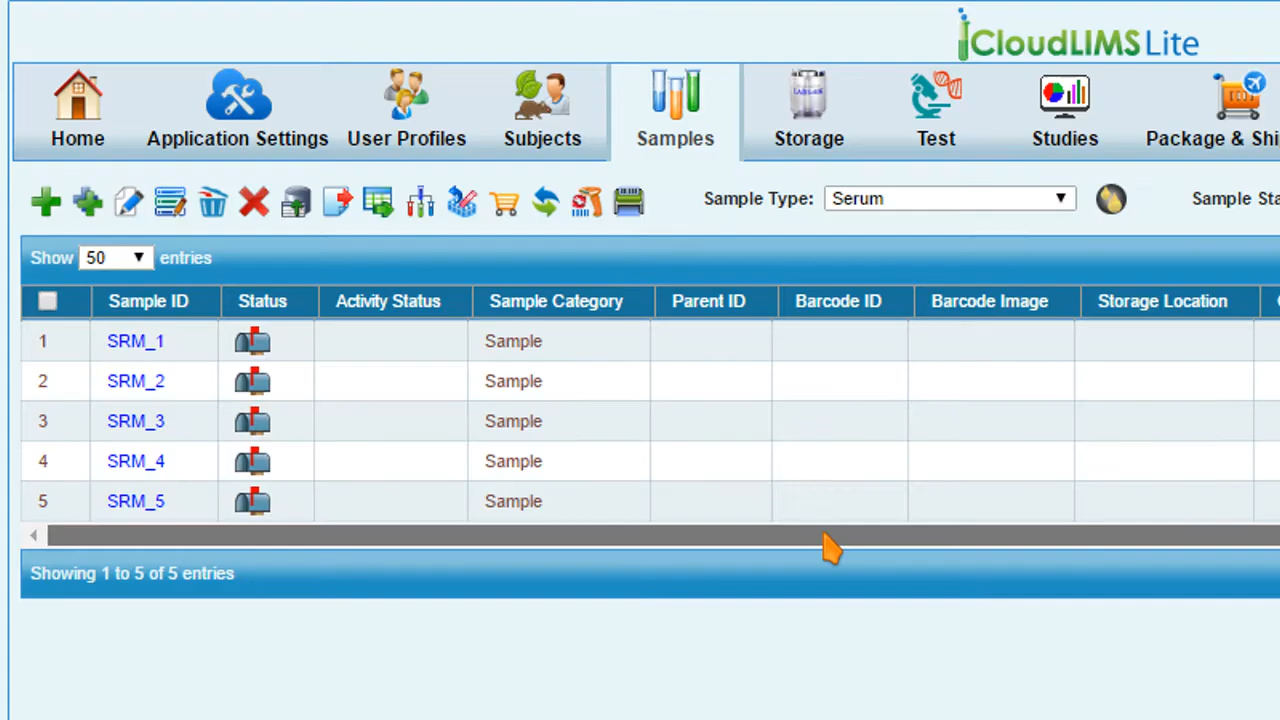 CloudLIMS Lite
Home
Application Settings
User Profiles
Subjects
Samples
Storage
Test
Studies
Package & Shi
Sample Type:
Serum
Sample Sta
Show 50 entries
Sample ID
Status
Activity Status
Sample Category
Parent ID
Barcode ID
Barcode Image
Storage Location
1 SRM_1 Sample
2 SRM_2 Sample
3 SRM_3 Sample
4 SRM_4 Sample
5 SRM_5 Sample
Showing 1 to 5 of 5 entries